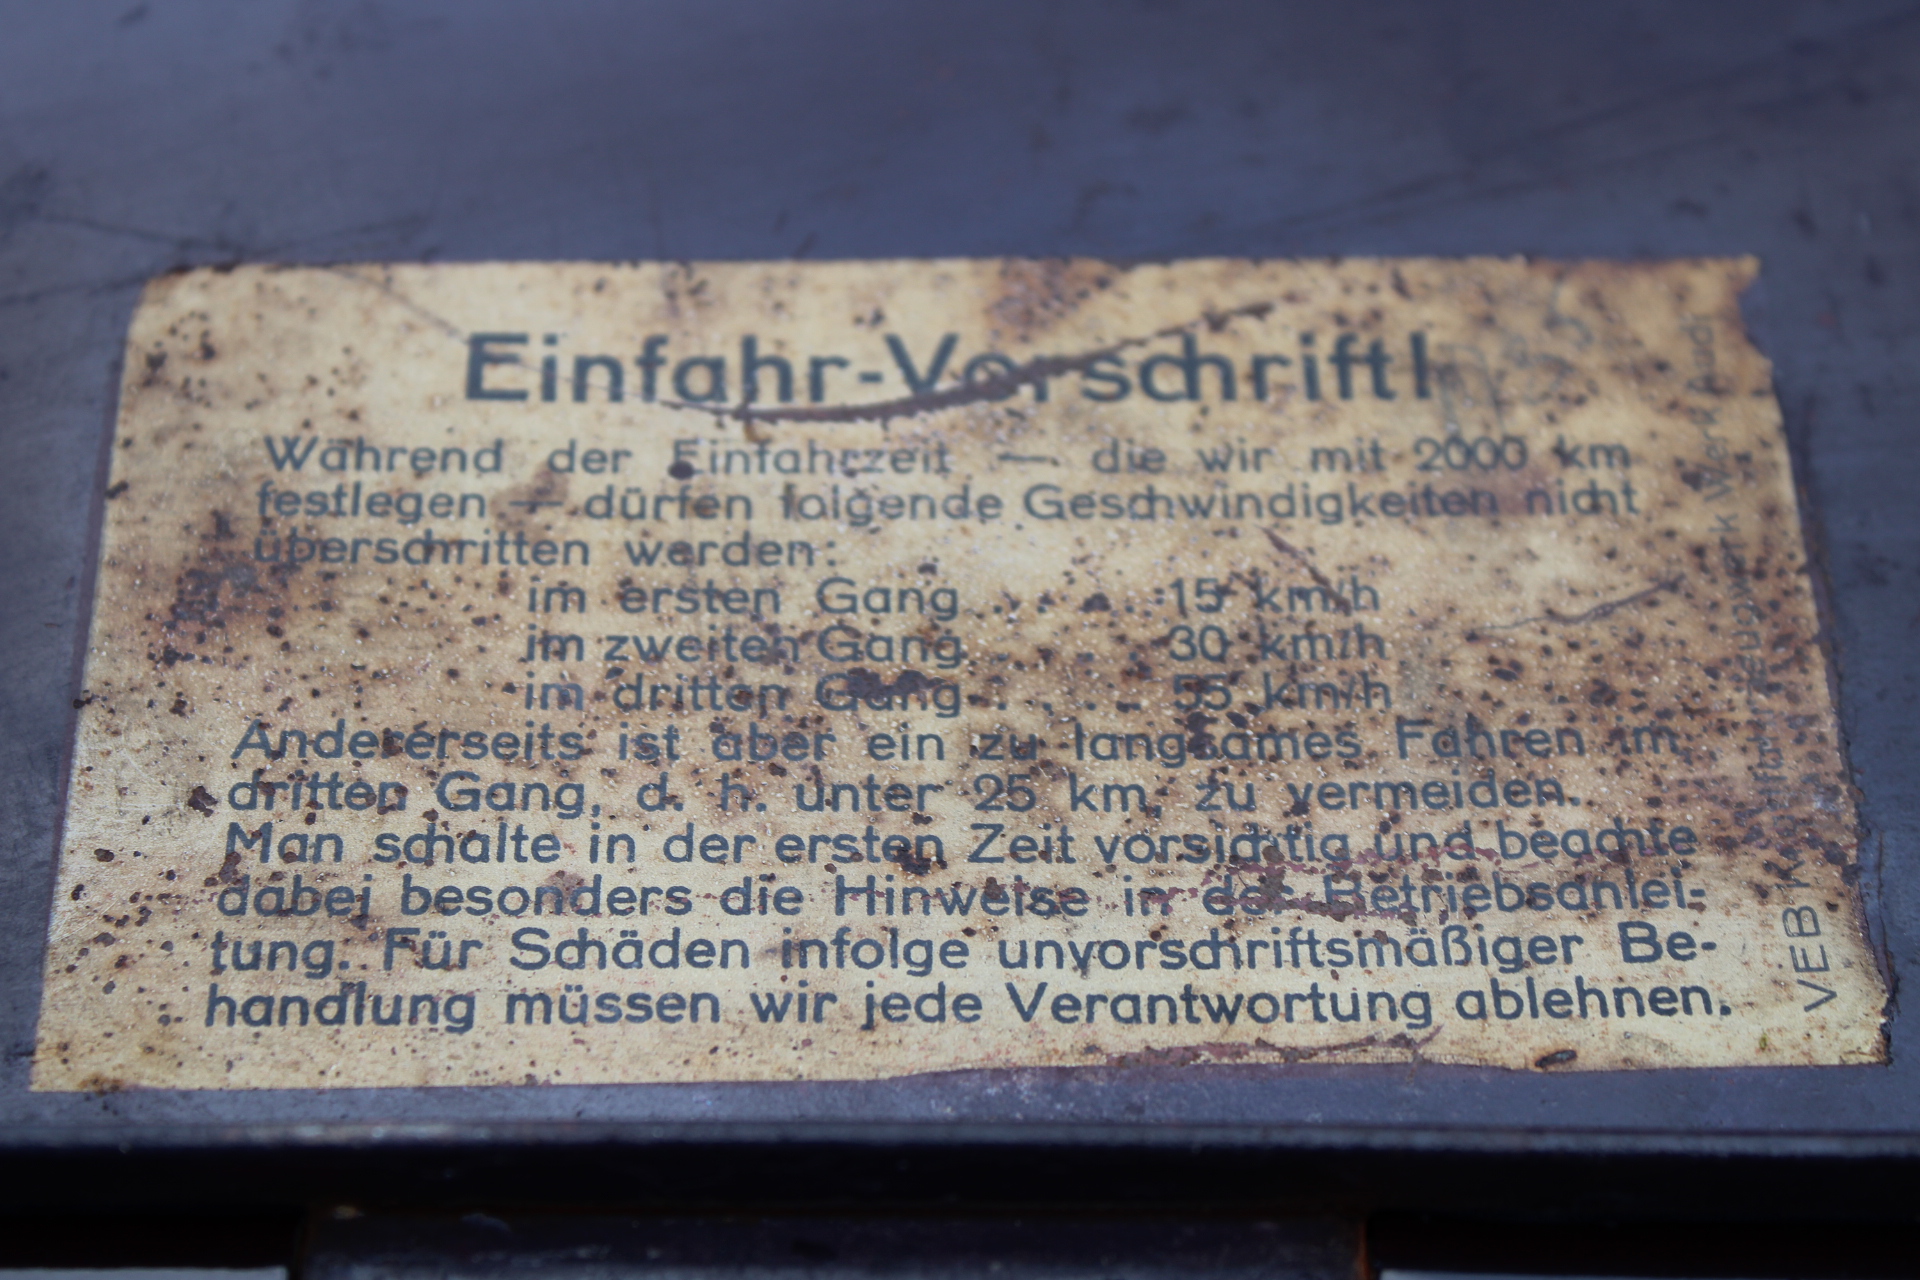 Einfahr-Vorschrift!
Während der Einfahrzeit — die wir mit 2000 km
festlegen — dürfen folgende Geschwindigkeiten nicht
überschritten werden:
im ersten Gang . . . . . 15 km/h
im zweiten Gang . . . . 30 km/h
im dritten Gang . . . . 55 km/h
Andererseits ist aber ein zu langsames Fahren im
dritten Gang, d. h. unter 25 km, zu vermeiden.
Man schalte in der ersten Zeit vorsichtig und beachte
dabei besonders die Hinweise in der Betriebsanlei-
tung. Für Schäden infolge unvorschriftsmäßiger Be-
handlung müssen wir jede Verantwortung ablehnen.
VEB Kraftfahrzeugwerk Werk Audi